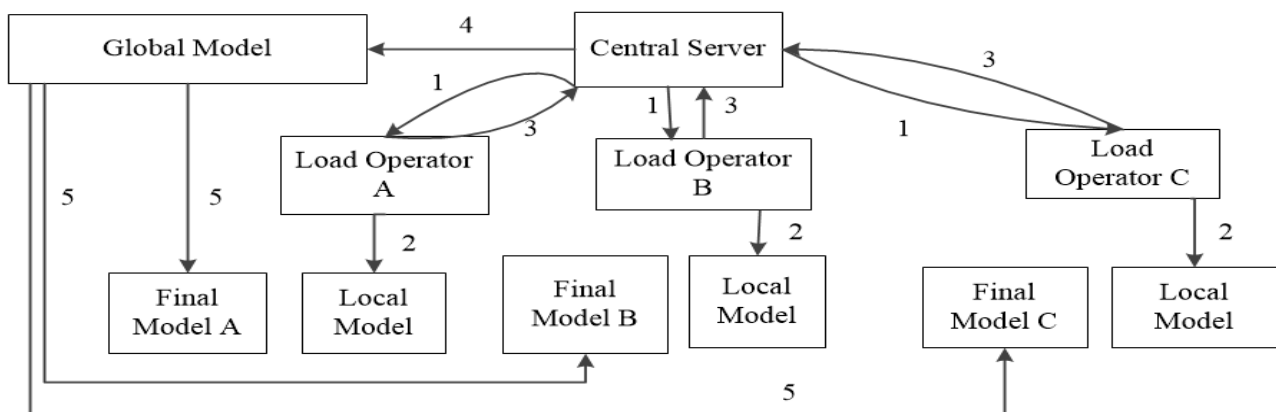 Global Model
4
Central Server
1
3
1
3
3
1
Load Operator
A
Load Operator
B
Load
Operator C
5
5
2
2
2
Final
Model A
Local
Model
Final
Model B
Local
Model
Final
Model C
Local
Model
5